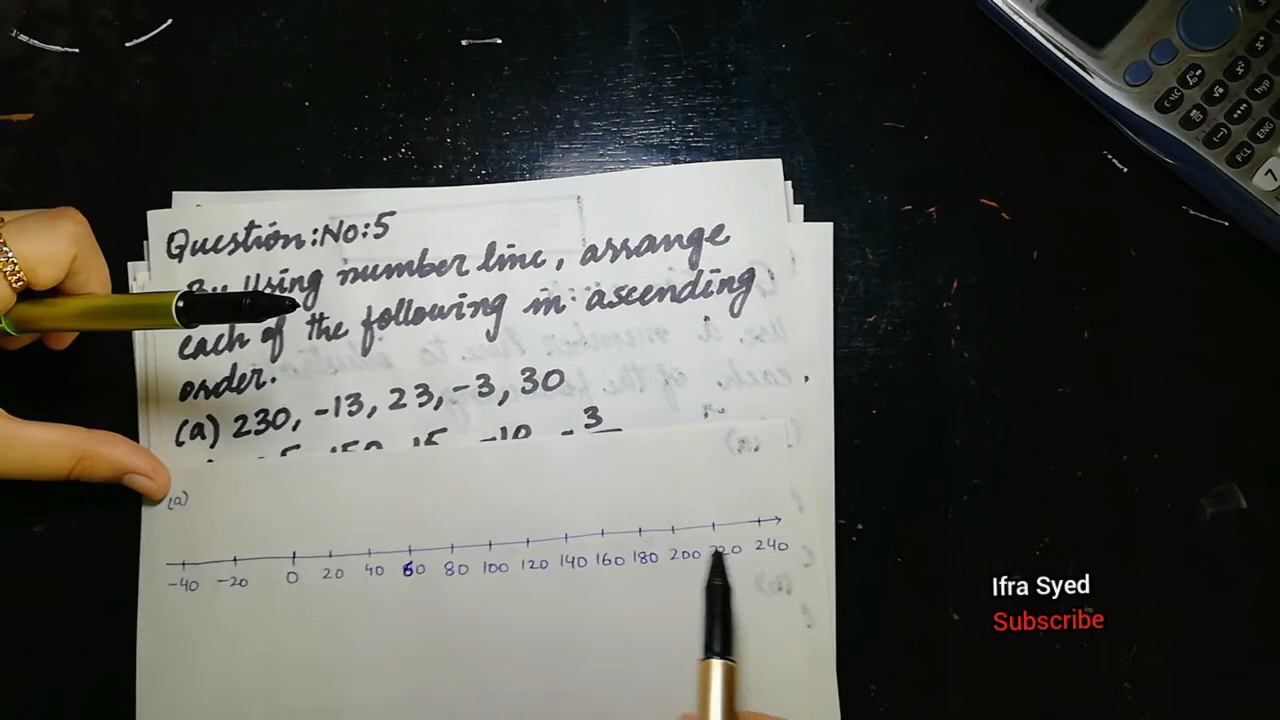 Question:No:5
By Using number line, arrange
each of the following in ascending
order.
(a) 230, -13, 23, -3, 30
(a)
-40 -20 0 20 40 60 80 100 120 140 160 180 200 220 240
Ifra Syed
Subscribe